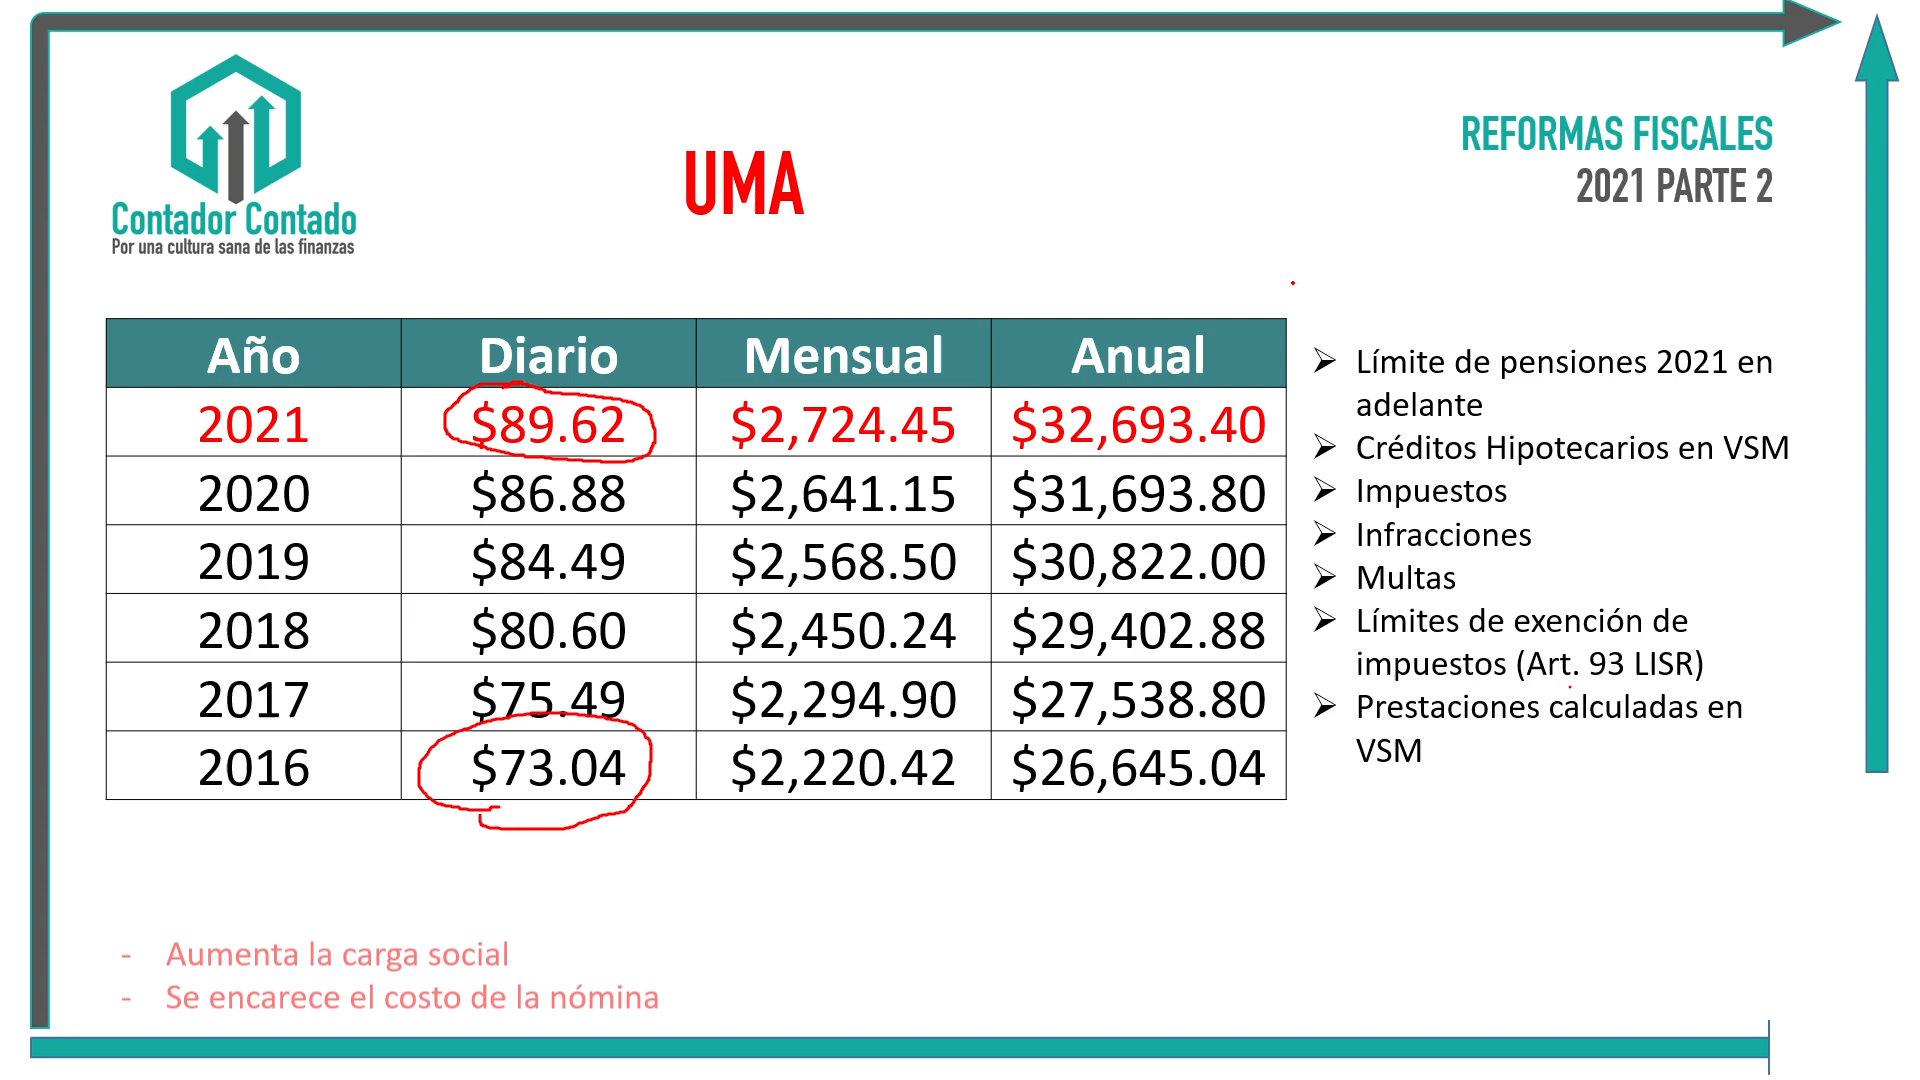 Contador Contado
Por una cultura sana de las finanzas
UMA
REFORMAS FISCALES
2021 PARTE 2
Año Diario Mensual Anual
2021 $89.62 $2,724.45 $32,693.40
2020 $86.88 $2,641.15 $31,693.80
2019 $84.49 $2,568.50 $30,822.00
2018 $80.60 $2,450.24 $29,402.88
2017 $75.49 $2,294.90 $27,538.80
2016 $73.04 $2,220.42 $26,645.04
Límite de pensiones 2021 en
adelante
Créditos Hipotecarios en VSM
Impuestos
Infracciones
Multas
Límites de exención de
impuestos (Art. 93 LISR)
Prestaciones calculadas en
VSM
- Aumenta la carga social
- Se encarece el costo de la nómina